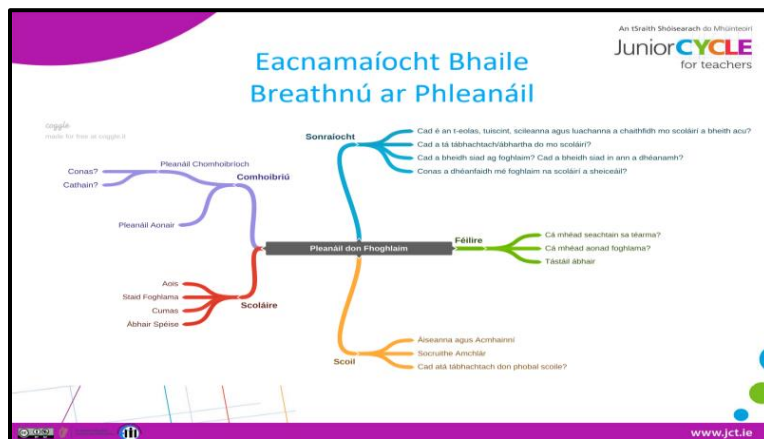 An tSraith Shóisearach do Mhúinteoirí
JuniorCYCLE
for teachers
Eacnamaíocht Bhaile
Breathnú ar Phleanáil
coggle
made for free at coggle.it
Sonraíocht
Cad é an t-eolas, tuiscint, scileanna agus luachanna a chaithfidh mo scoláirí a bheith acu?
Cad a tá tábhachtach/ábhartha do mo scoláirí?
Cad a bheidh siad ag foghlaim? Cad a bheidh siad in ann a dhéanamh?
Conas a dhéanfaidh mé foghlaim na scoláirí a sheiceáil?
Pleanáil Chomhoibríoch
Conas?
Cathain?
Comhoibriú
Pleanáil Aonair
Pleanáil don Fhoghlaim
Féilire
Cá mhéad seachtain sa téarma?
Cá mhéad aonad foghlama?
Tástáil ábhair
Aois
Staid Foghlama
Cumas
Ábhair Spéise
Scoláire
Scoil
Áiseanna agus Acmhainní
Socruithe Amchlár
Cad atá tábhachtach don phobal scoile?
www.jct.ie